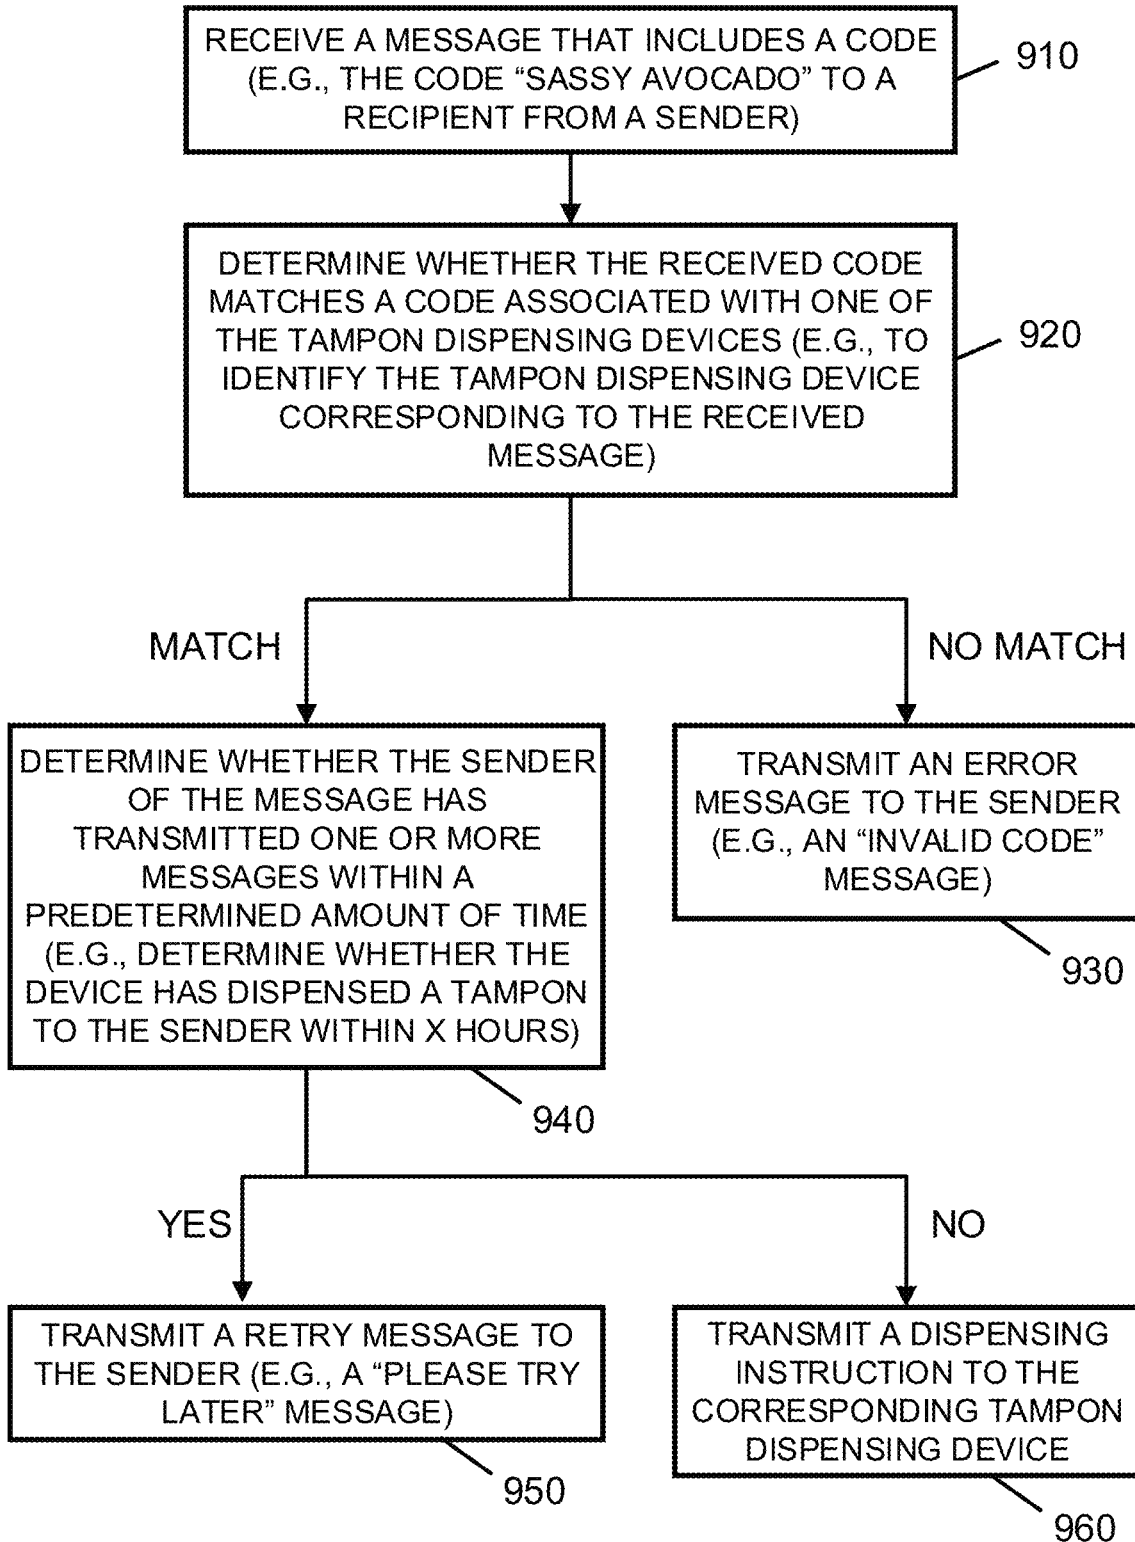 RECEIVE A MESSAGE THAT INCLUDES A CODE
(E.G., THE CODE “SASSY AVOCADO” TO A
RECIPIENT FROM A SENDER)
910
DETERMINE WHETHER THE RECEIVED CODE
MATCHES A CODE ASSOCIATED WITH ONE OF
THE TAMPON DISPENSING DEVICES (E.G., TO
IDENTIFY THE TAMPON DISPENSING DEVICE
CORRESPONDING TO THE RECEIVED
MESSAGE)
920
MATCH
NO MATCH
DETERMINE WHETHER THE SENDER
OF THE MESSAGE HAS
TRANSMITTED ONE OR MORE
MESSAGES WITHIN A
PREDETERMINED AMOUNT OF TIME
(E.G., DETERMINE WHETHER THE
DEVICE HAS DISPENSED A TAMPON
TO THE SENDER WITHIN X HOURS)
940
TRANSMIT AN ERROR
MESSAGE TO THE SENDER
(E.G., AN “INVALID CODE”
MESSAGE)
930
YES
NO
TRANSMIT A RETRY MESSAGE TO
THE SENDER (E.G., A “PLEASE TRY
LATER” MESSAGE)
950
TRANSMIT A DISPENSING
INSTRUCTION TO THE
CORRESPONDING TAMPON
DISPENSING DEVICE
960